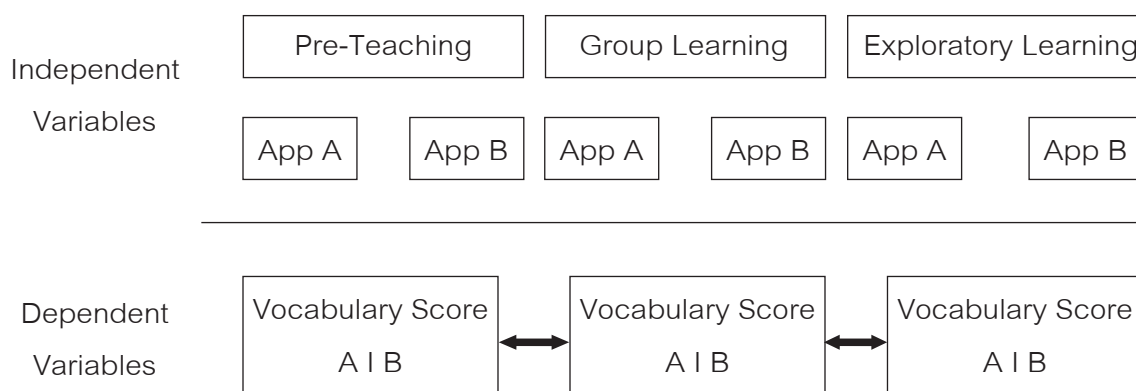 Pre-Teaching Group Learning Exploratory Learning
Independent
Variables
App A App B App A App B App A App B
Vocabulary Score Vocabulary Score Vocabulary Score
Dependent
Variables
A | B A | B A | B